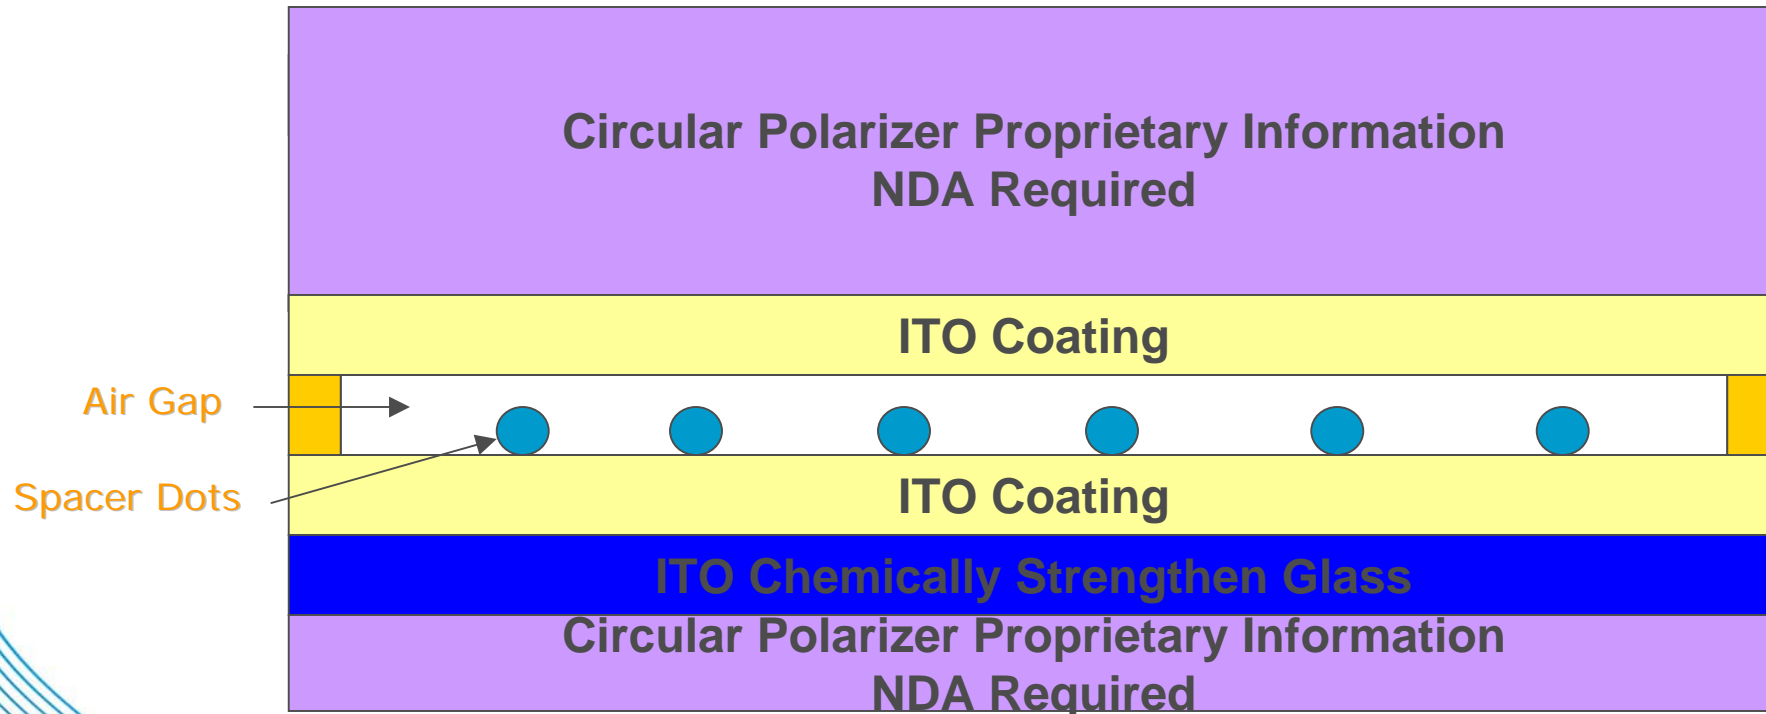 Circular Polarizer Proprietary Information
NDA Required
ITO Coating
Air Gap
Spacer Dots
ITO Coating
ITO Chemically Strengthen Glass
Circular Polarizer Proprietary Information
NDA Required